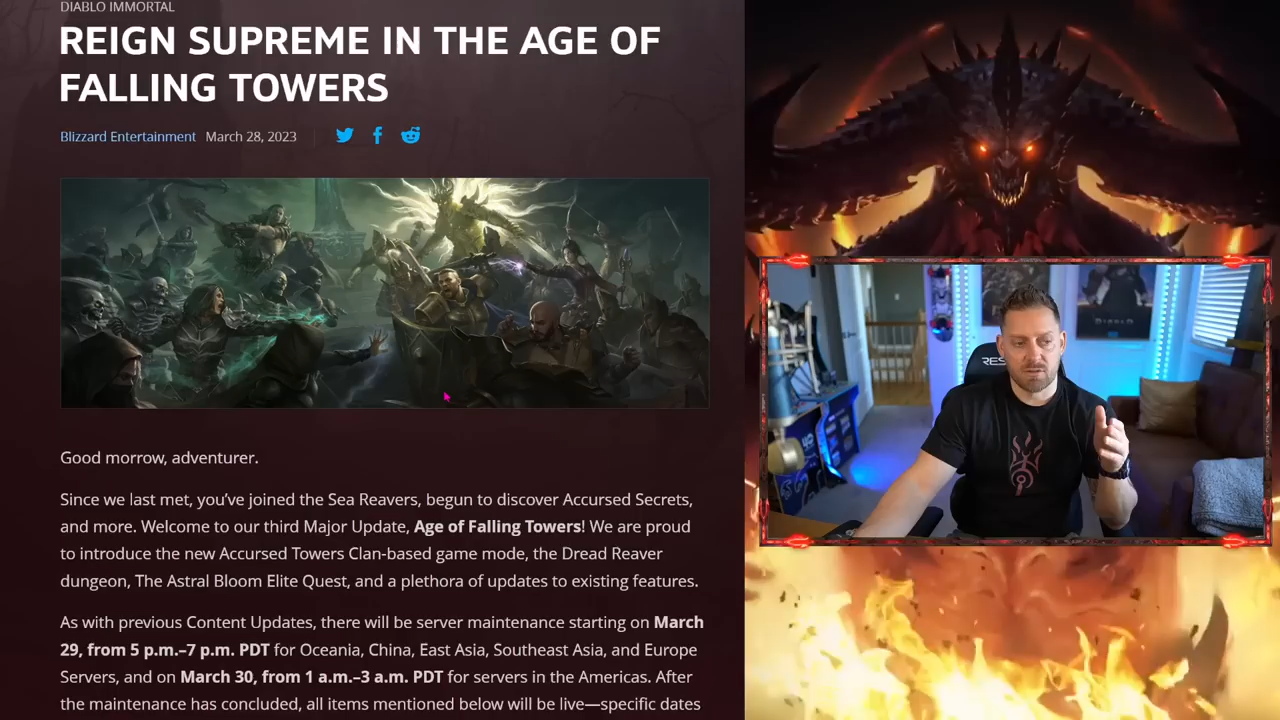 DIABLO IMMORTAL
REIGN SUPREME IN THE AGE OF
FALLING TOWERS
Blizzard Entertainment March 28, 2023
Good morrow, adventurer.
Since we last met, you’ve joined the Sea Reavers, begun to discover Accursed Secrets,
and more. Welcome to our third Major Update, Age of Falling Towers! We are proud
to introduce the new Accursed Towers Clan-based game mode, the Dread Reaver
dungeon, The Astral Bloom Elite Quest, and a plethora of updates to existing features.
As with previous Content Updates, there will be server maintenance starting on March
29, from 5 p.m.–7 p.m. PDT for Oceania, China, East Asia, Southeast Asia, and Europe
Servers, and on March 30, from 1 a.m.–3 a.m. PDT for servers in the Americas. After
the maintenance has concluded, all items mentioned below will be live—specific dates
RES
DIABLO